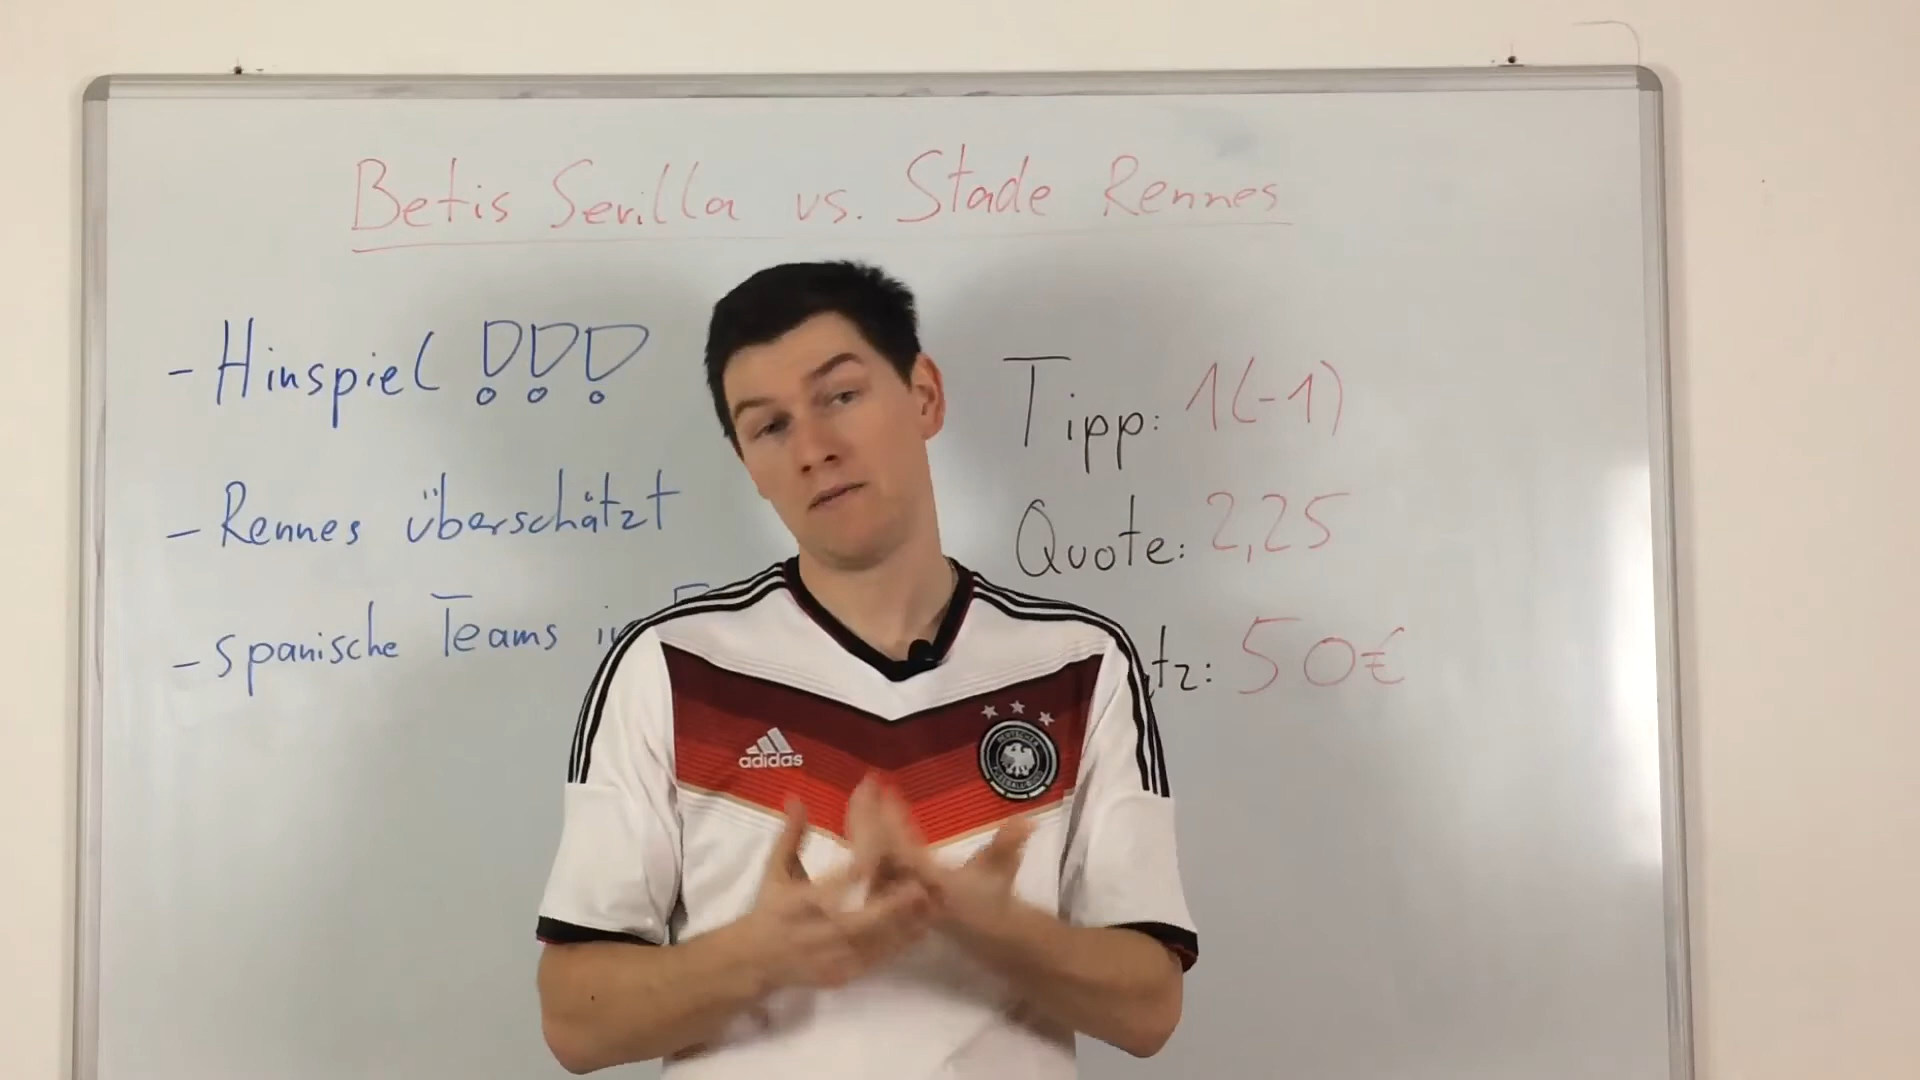 Betis Sevilla vs. Stade Rennes
- Hinspiel !!!
- Rennes überschätzt
- spanische Teams
Tipp: 1(-1)
Quote: 2,25
tz: 50€
adidas
DEUTSCHER